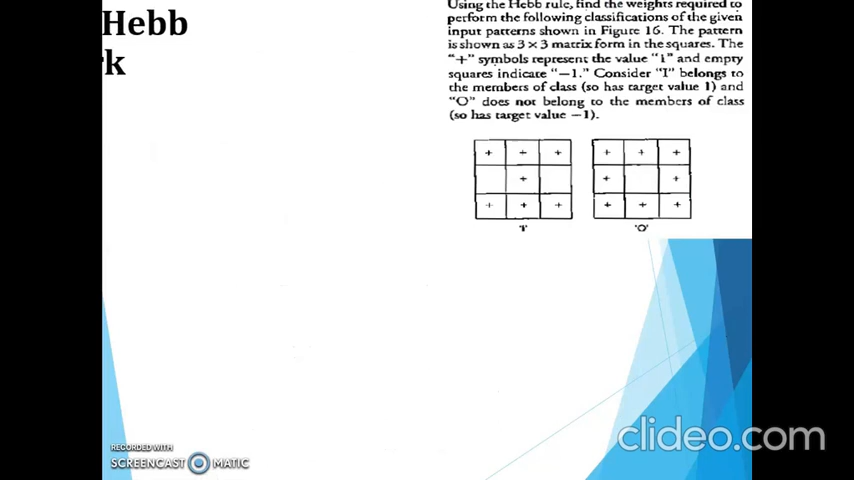 Hebb
rk
Using the Hebb rule, find the weights required to
perform the following classifications of the given
input patterns shown in Figure 16. The pattern
is shown as 3 × 3 matrix form in the squares. The
"+" symbols represent the value "1" and empty
squares indicate "−1." Consider "I" belongs to
the members of class (so has target value 1) and
"O" does not belong to the members of class
(so has target value −1).
+ + + + + +
+ + +
+ + + + + +
'I' 'O'
RECORDED WITH
SCREENCAST MATIC
clideo.com